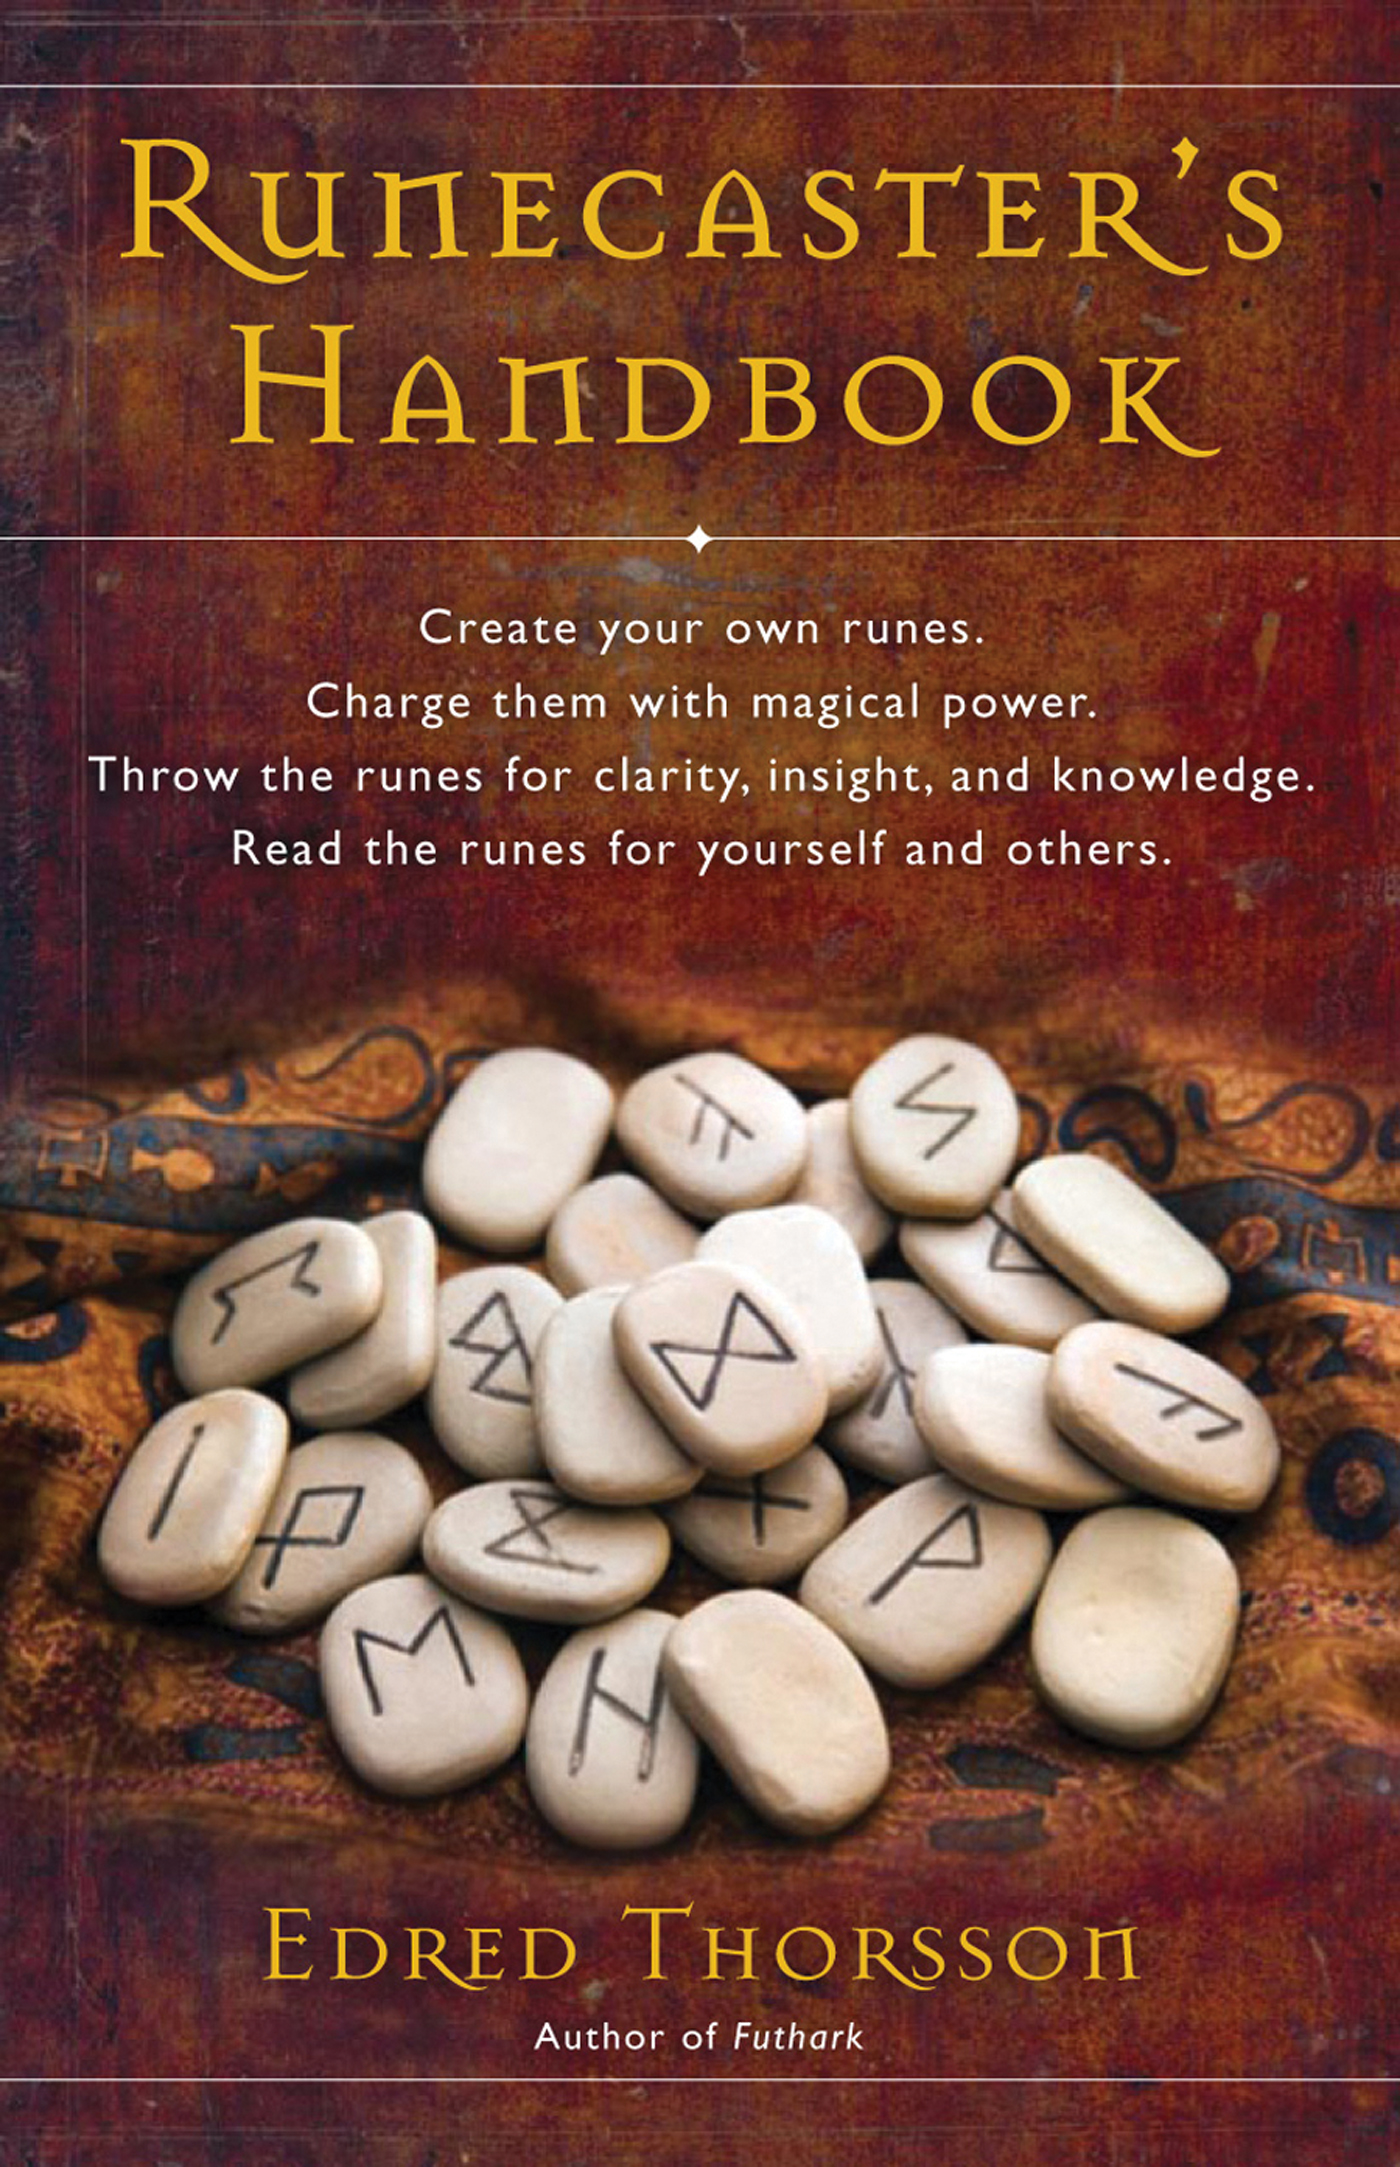 RUNECASTER'S
HANDBOOK
Create your own runes.
Charge them with magical power.
Throw the runes for clarity, insight, and knowledge.
Read the runes for yourself and others.
EDRED THORSSON
Author of Futhark